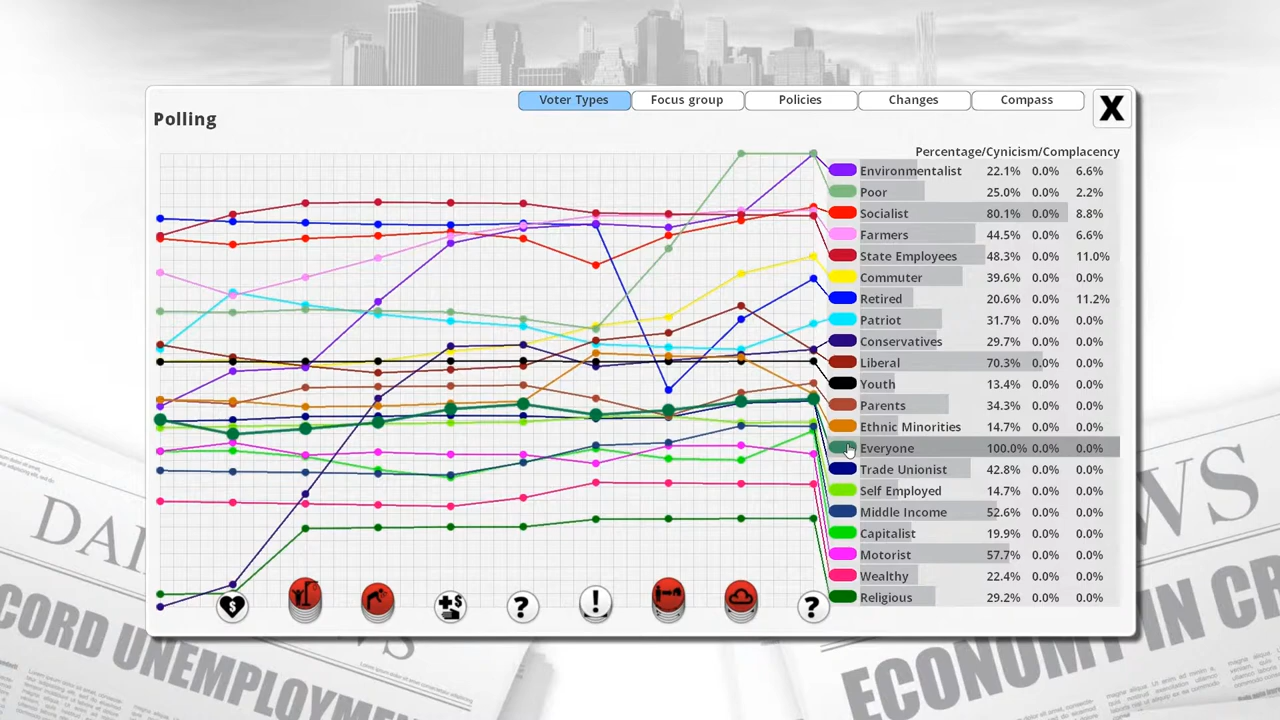 Voter Types Focus group Policies Changes Compass
X
Polling
Percentage/Cynicism/Complacency
Environmentalist 22.1% 0.0% 6.6%
Poor 25.0% 0.0% 2.2%
Socialist 80.1% 0.0% 8.8%
Farmers 44.5% 0.0% 6.6%
State Employees 48.3% 0.0% 11.0%
Commuter 39.6% 0.0% 0.0%
Retired 20.6% 0.0% 11.2%
Patriot 31.7% 0.0% 0.0%
Conservatives 29.7% 0.0% 0.0%
Liberal 70.3% 0.0% 0.0%
Youth 13.4% 0.0% 0.0%
Parents 34.3% 0.0% 0.0%
Ethnic Minorities 14.7% 0.0% 0.0%
Everyone 100.0% 0.0% 0.0%
Trade Unionist 42.8% 0.0% 0.0%
Self Employed 14.7% 0.0% 0.0%
Middle Income 52.6% 0.0% 0.0%
Capitalist 19.9% 0.0% 0.0%
Motorist 57.7% 0.0% 0.0%
Wealthy 22.4% 0.0% 0.0%
Religious 29.2% 0.0% 0.0%
$ +$ ? ! ?
DAI
NEWS
CORD UNEMPLOYME
ECONOMY IN CR